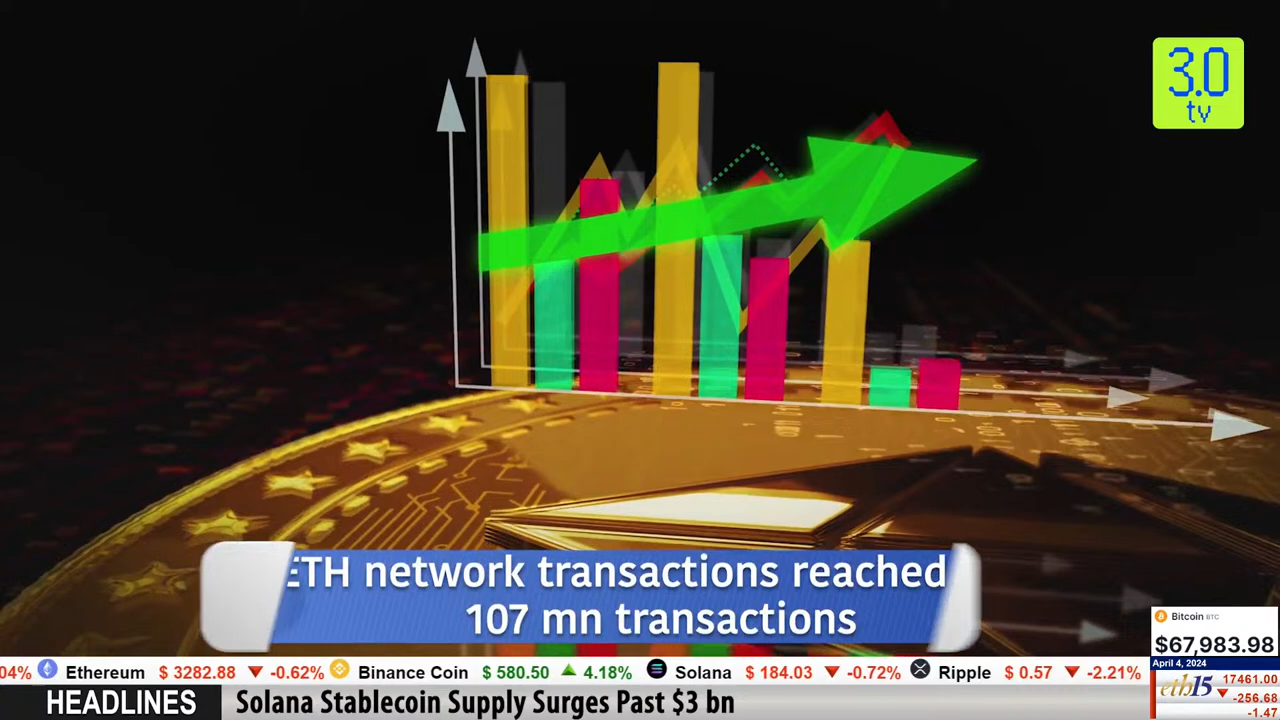 3.0
tv
ETH network transactions reached
107 mn transactions
Bitcoin BTC
$67,983.98
04% Ethereum $ 3282.88 -0.62% Binance Coin $ 580.50 4.18% Solana $ 184.03 -0.72% Ripple $ 0.57 -2.21%
April 4, 2024
eth15 17461.00
-256.68
-1.47
HEADLINES Solana Stablecoin Supply Surges Past $3 bn